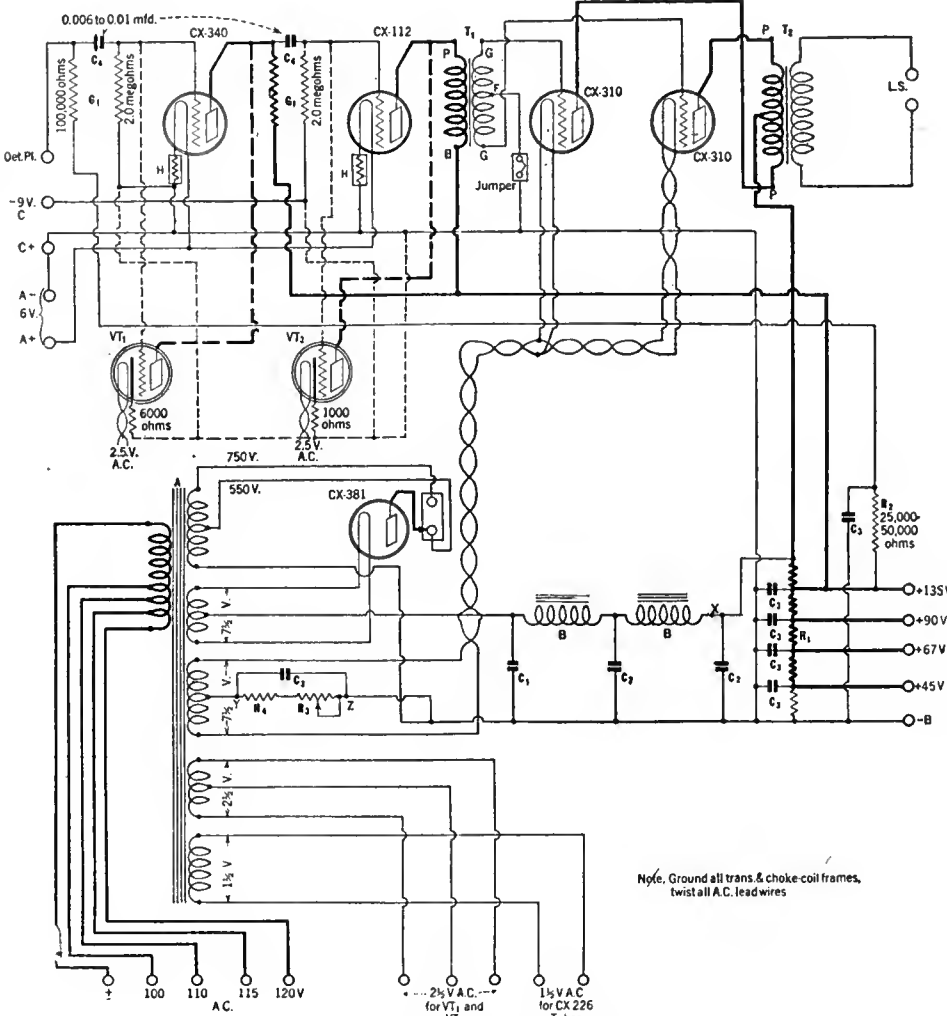 0.006 to 0.01 mfd.
CX-340
CX-112
T1
T2
C4
C4
P
G
P
100,000 ohms
G1
2.0 megohms
G1
2.0 megohms
F
CX-310
L.S.
CX-310
Det.Pl.
H
H
B
G
Jumper
P
-9V.
C
C+
A-
6V.
A+
VT1
VT2
6000
ohms
1000
ohms
2.5V.
A.C.
2.5V.
A.C.
750V.
550V.
CX-381
A
R2
25,000-
50,000
ohms
C3
+135V
7½ V.
X
C3
+90V
B
B
C3
R1
+67V
C1
C2
C2
C3
+45V
C2
7½ V.
R4
R3
Z
-B
2½ V.
1½ V
Note, Ground all trans.& choke-coil frames,
twist all A.C. lead wires
±
100
110
115
120V
A.C.
2½ V A.C.
for VT1 and
1½ V A.C
for CX 226